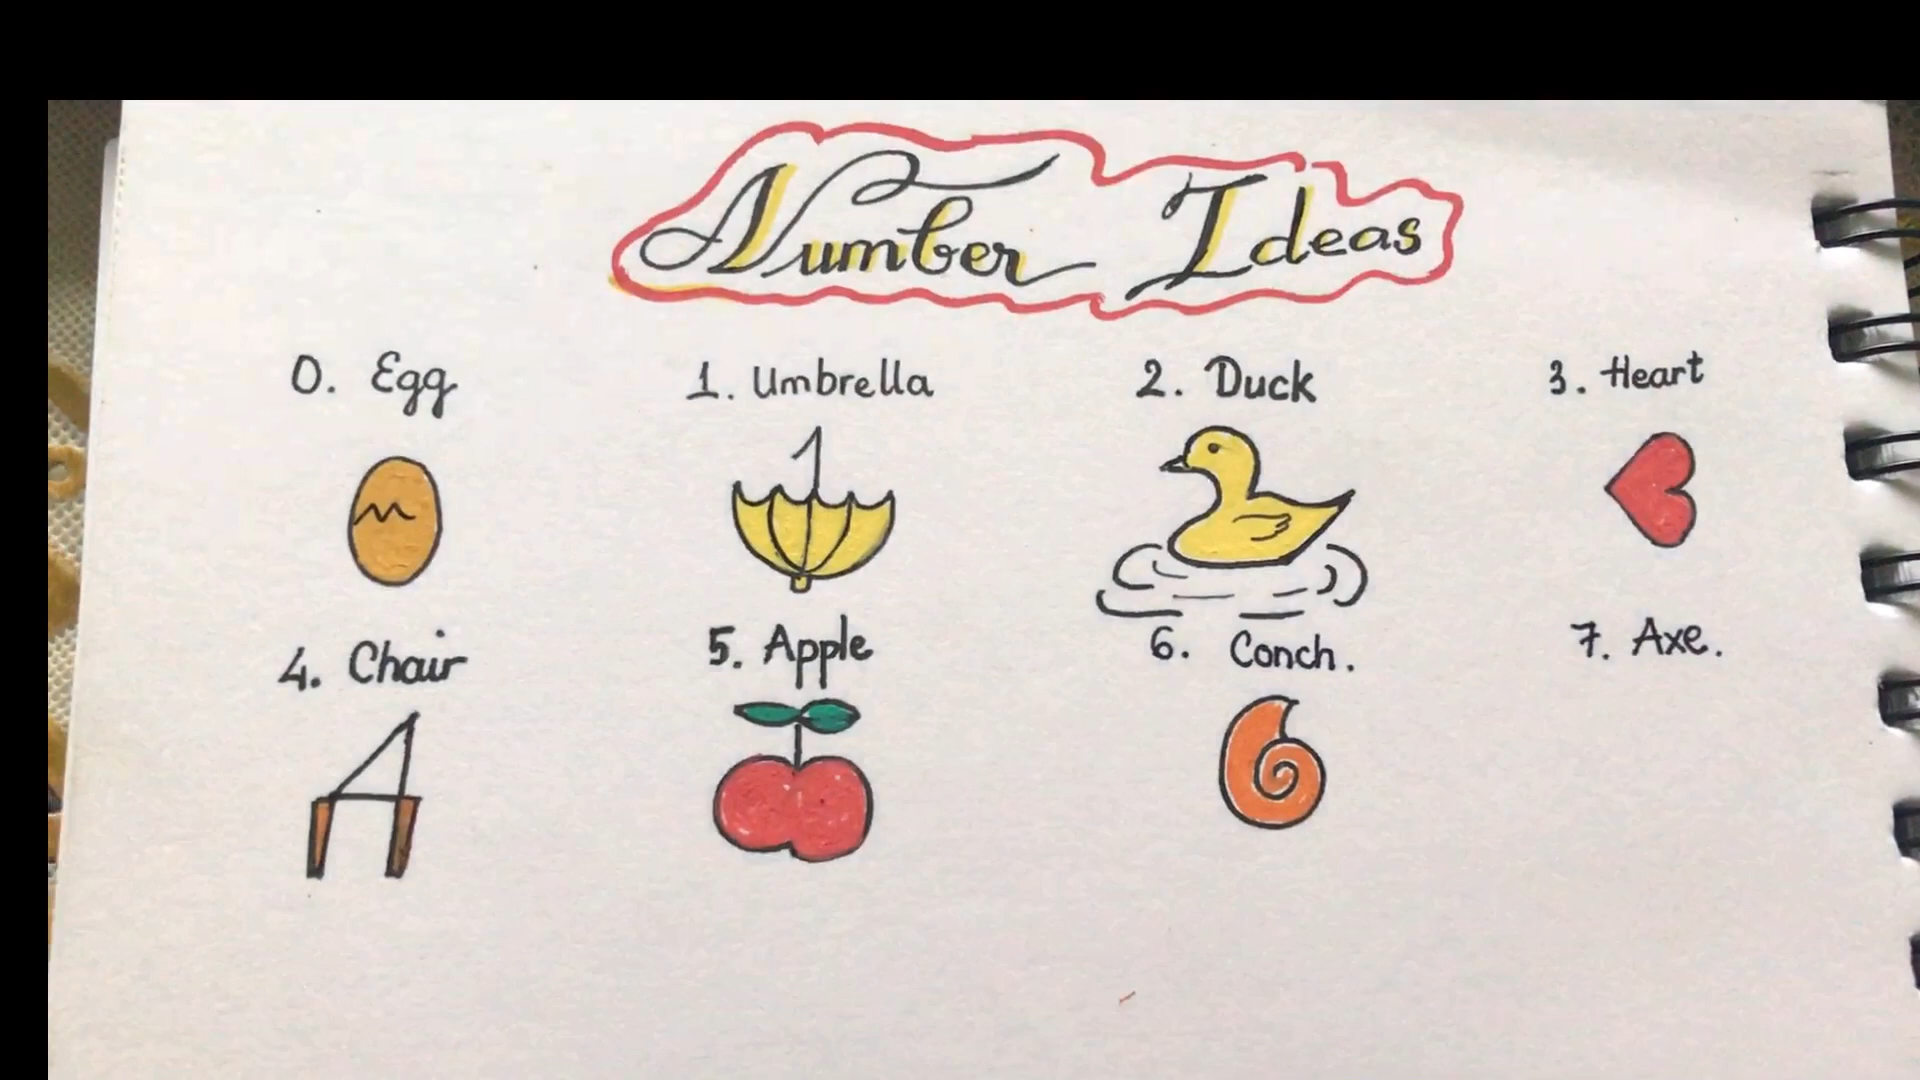 Number Ideas
0. Egg
1. Umbrella
2. Duck
3. Heart
4. Chair
5. Apple
6. Conch.
7. Axe.